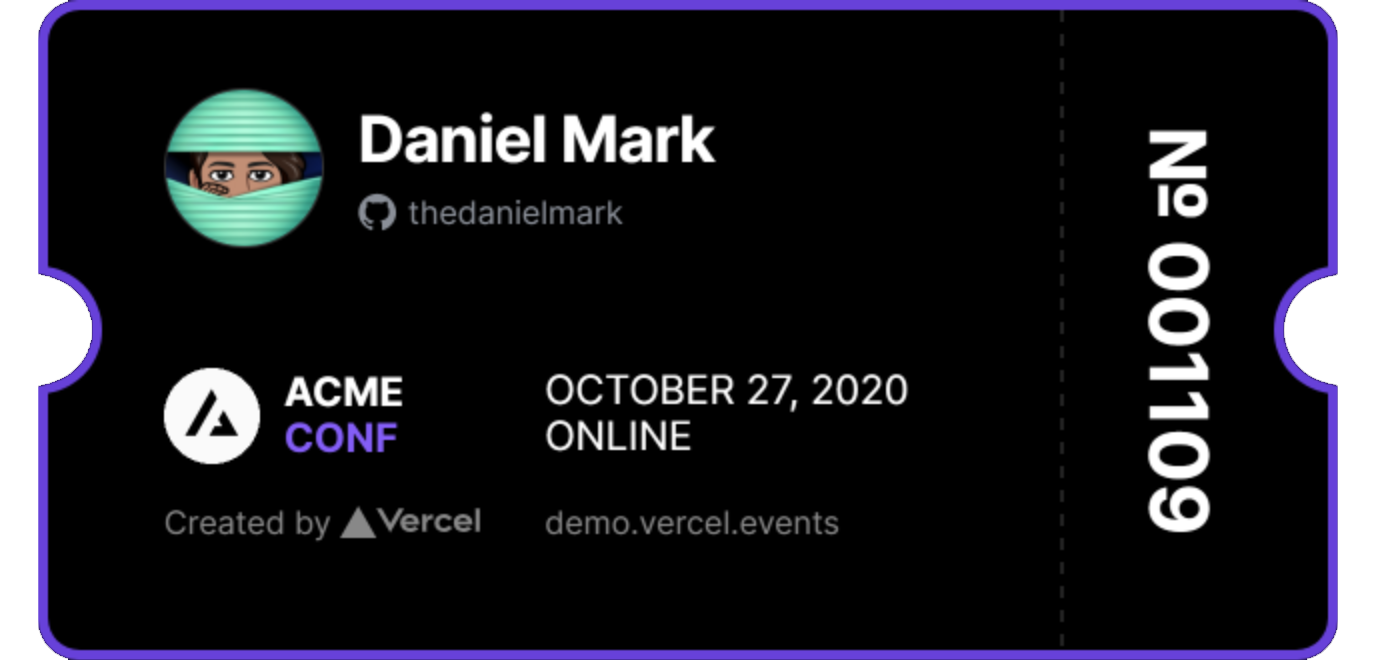 Daniel Mark
thedanielmark
ACME
CONF
OCTOBER 27, 2020
ONLINE
Created by Vercel
demo.vercel.events
№ 001109